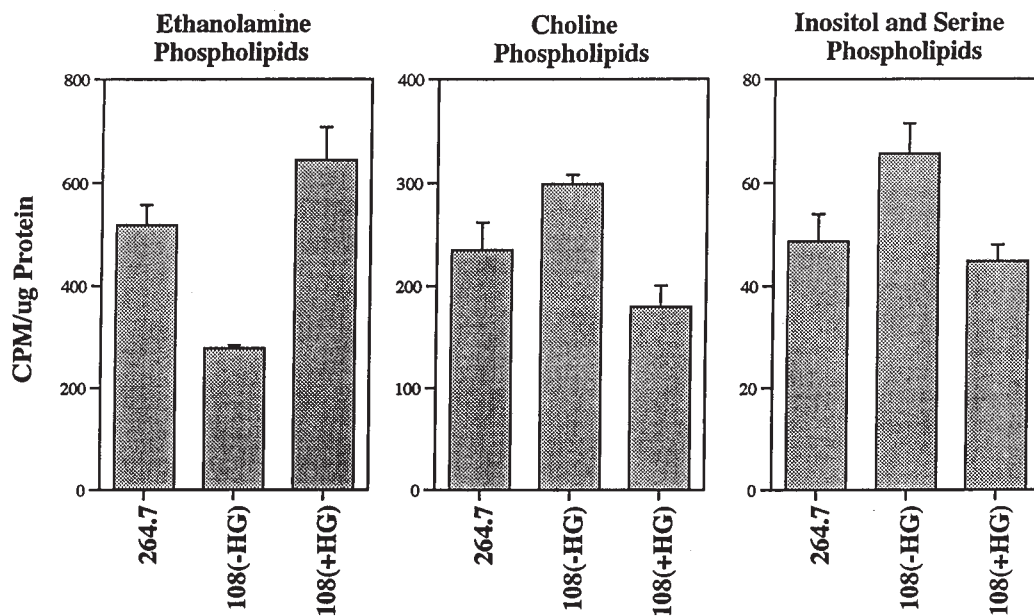 Ethanolamine
Phospholipids
Choline
Phospholipids
Inositol and Serine
Phospholipids
CPM/ug Protein
800
600
400
200
0
264.7
108(-HG)
108(+HG)
400
300
200
100
0
264.7
108(-HG)
108(+HG)
80
60
40
20
0
264.7
108(-HG)
108(+HG)